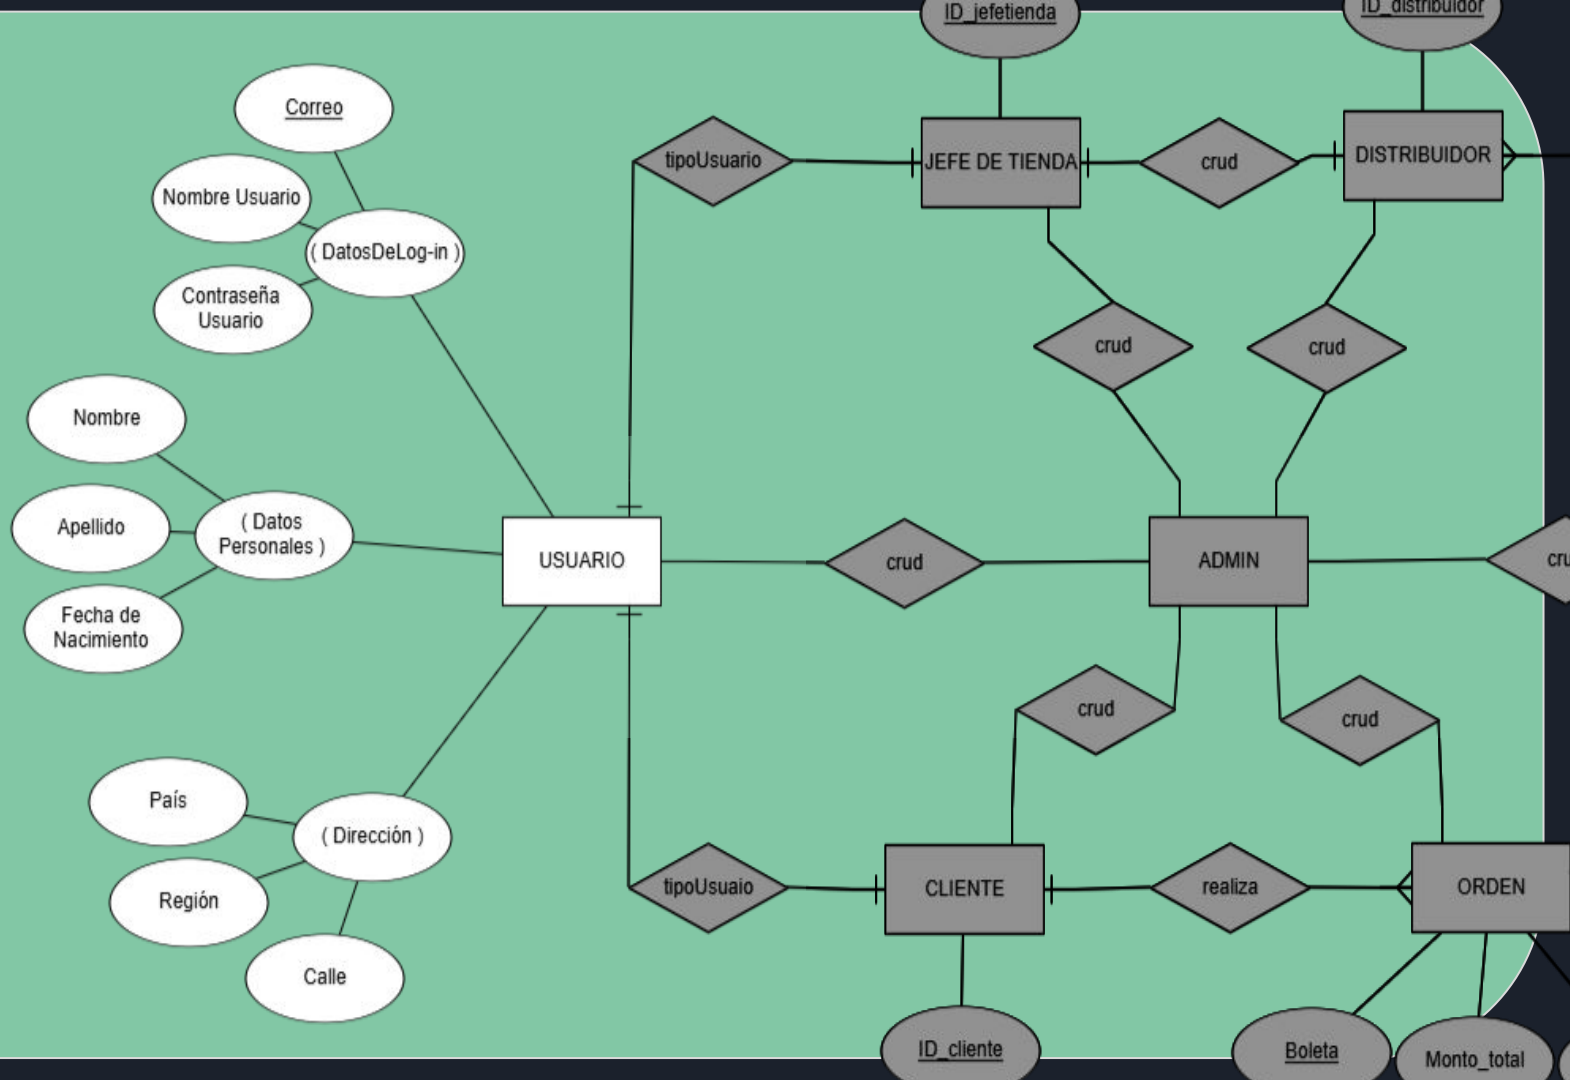 ID_jefetienda
ID_distribuidor
Correo
Nombre Usuario
( DatosDeLog-in )
Contraseña
Usuario
tipoUsuario
JEFE DE TIENDA
crud
DISTRIBUIDOR
crud
crud
Nombre
Apellido
( Datos
Personales )
Fecha de
Nacimiento
USUARIO
crud
ADMIN
cru
crud
crud
País
( Dirección )
Región
Calle
tipoUsuaio
CLIENTE
realiza
ORDEN
ID_cliente
Boleta
Monto_total